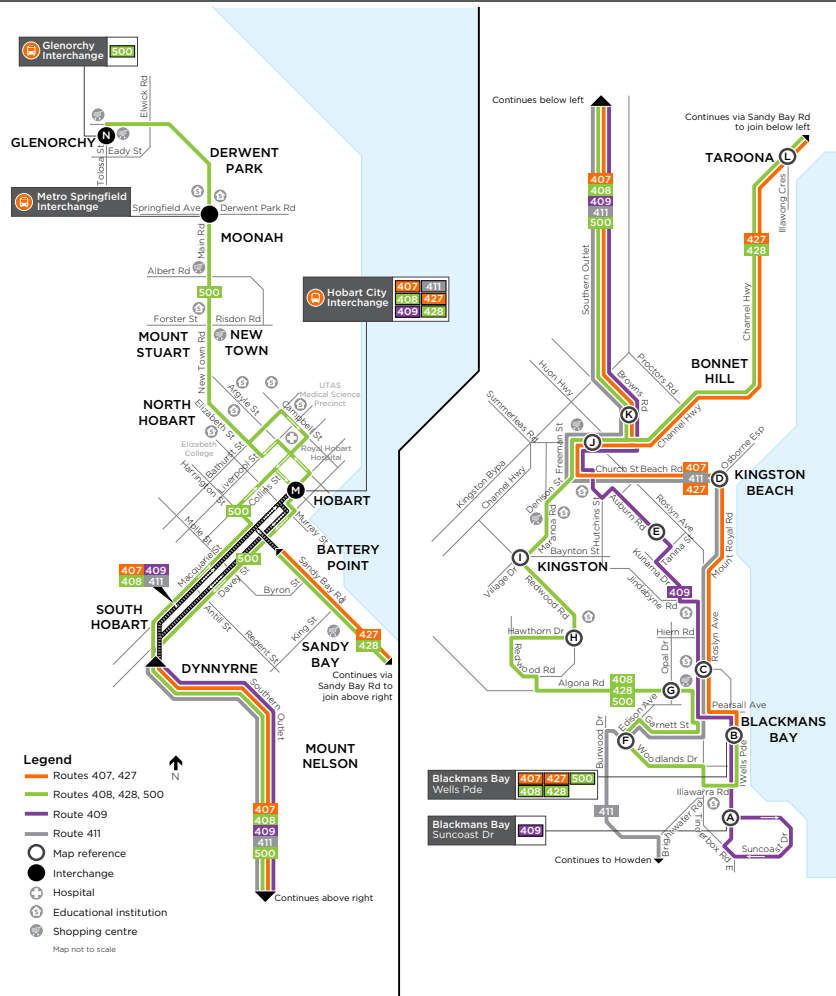 Glenorchy
Interchange
500
Elwick Rd
GLENORCHY
N
Eady St
Tolosa St
DERWENT
PARK
Metro Springfield
Interchange
Springfield Ave
Derwent Park Rd
MOONAH
Main Rd
Albert Rd
500
Hobart City
Interchange
407
411
408
427
409
428
Forster St
Risdon Rd
MOUNT
STUART
NEW
TOWN
New Town Rd
UTAS
Medical Science
Precinct
NORTH
HOBART
Argyle St
Campbell St
Elizabeth St
Elizabeth
College
Royal Hobart
Hospital
Bathurst St
Liverpool St
Harrington St
Collins St
M
HOBART
500
Molle St
Murray St
Macquarie St
500
BATTERY
POINT
407
409
408
411
Davey St
Byron St
Sandy Bay Rd
SOUTH
HOBART
Antill St
Regent St
King St
SANDY
BAY
427
428
Continues via
Sandy Bay Rd to
join above right
DYNNYRNE
Southern Outlet
MOUNT
NELSON
407
408
409
411
500
Continues above right
Legend
N
Routes 407, 427
Routes 408, 428, 500
Route 409
Route 411
Map reference
Interchange
Hospital
Educational institution
Shopping centre
Map not to scale
Continues below left
Continues via Sandy Bay Rd
to join below left
TAROONA
L
Illawong Cres
407
408
409
411
500
427
428
Southern Outlet
Channel Hwy
BONNET
HILL
Huon Hwy
Proctors Rd
Browns Rd
K
Channel Hwy
Summerleas Rd
Freeman St
J
Osborne Esp
Kingston Bypa
Channel Hwy
Church St
Beach Rd
407
411
427
D
KINGSTON
BEACH
Denison St
Hutchins St
Auburn Rd
Roslyn Ave
Maranoa Rd
E
Mount Royal Rd
Baynton St
I
KINGSTON
Tanina St
Kunama Dr
Village Dr
Redwood Rd
Jindabyne Rd
409
Hawthorn Dr
H
Hiern Rd
Roslyn Ave
Redwood Rd
Opal Dr
C
Algona Rd
408
428
500
G
Pearsall Ave
Edison Ave
Garnett St
BLACKMANS
BAY
Burwood Dr
F
B
Woodlands Dr
Wells Pde
Blackmans Bay
Wells Pde
407
427
500
408
428
Illawarra Rd
411
Brightwater Rd
A
Blackmans Bay
Suncoast Dr
409
Tinderbox Rd
Suncoast Dr
Continues to Howden